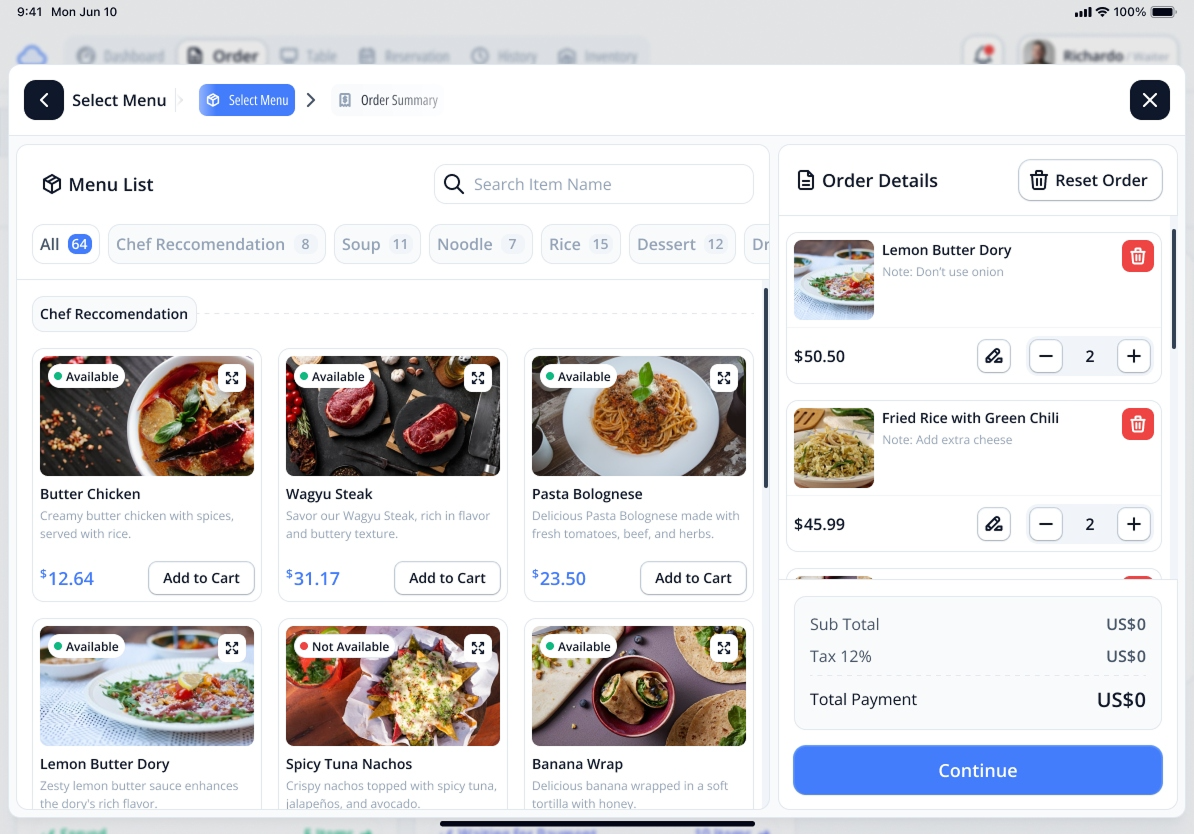 9:41 Mon Jun 10
100%
Dashboard
Order
Table
Reservation
History
Inventory
Richardo / Waiter
Select Menu
Select Menu
Order Summary
Menu List
Search Item Name
All 64
Chef Reccomendation 8
Soup 11
Noodle 7
Rice 15
Dessert 12
Dr
Chef Reccomendation
Available
Butter Chicken
Creamy butter chicken with spices,
served with rice.
$12.64
Add to Cart
Available
Wagyu Steak
Savor our Wagyu Steak, rich in flavor
and buttery texture.
$31.17
Add to Cart
Available
Pasta Bolognese
Delicious Pasta Bolognese made with
fresh tomatoes, beef, and herbs.
$23.50
Add to Cart
Available
Lemon Butter Dory
Zesty lemon butter sauce enhances
the dory's rich flavor.
Not Available
Spicy Tuna Nachos
Crispy nachos topped with spicy tuna,
jalapeños, and avocado.
Available
Banana Wrap
Delicious banana wrapped in a soft
tortilla with honey.
Order Details
Reset Order
Lemon Butter Dory
Note: Don't use onion
$50.50
2
Fried Rice with Green Chili
Note: Add extra cheese
$45.99
2
Sub Total US$0
Tax 12% US$0
Total Payment US$0
Continue